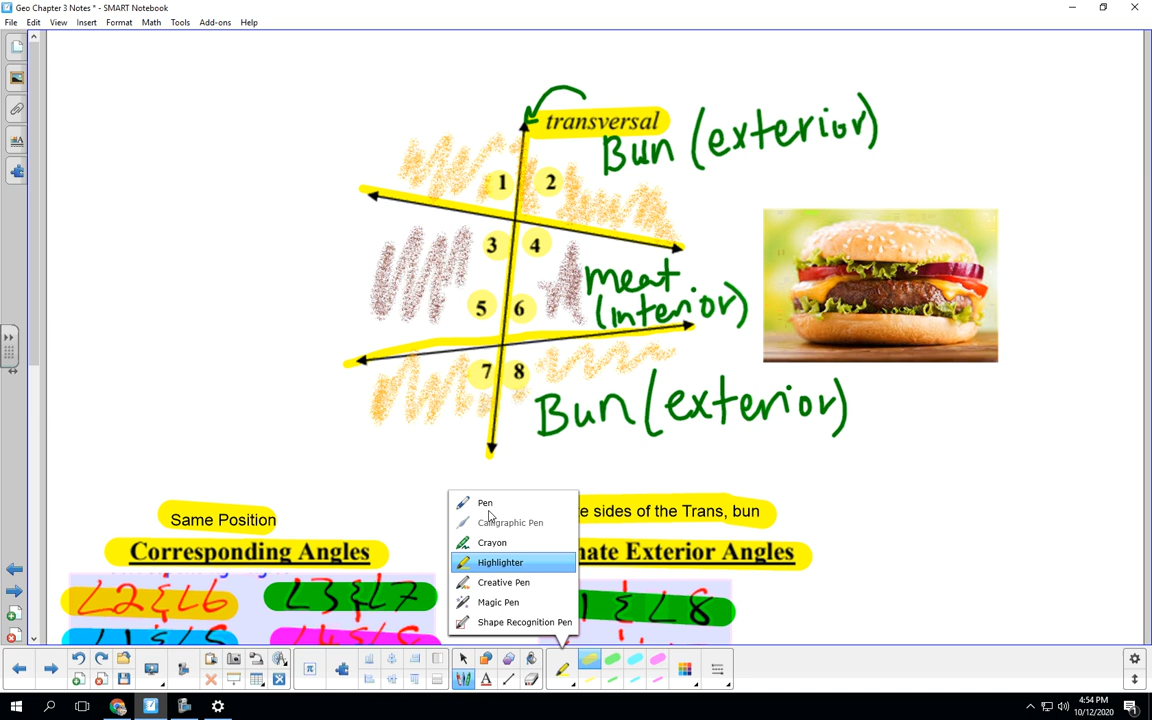 Geo Chapter 3 Notes * - SMART Notebook
File Edit View Insert Format Math Tools Add-ons Help
transversal
Bun (exterior)
1 2
3 4
meat
(interior)
5 6
7 8
Bun (exterior)
Same Position
e sides of the Trans, bun
Corresponding Angles
nate Exterior Angles
∠2 & ∠6 ∠3 & ∠7
1 & ∠8
Pen
Calligraphic Pen
Crayon
Highlighter
Creative Pen
Magic Pen
Shape Recognition Pen
4:54 PM
10/12/2020